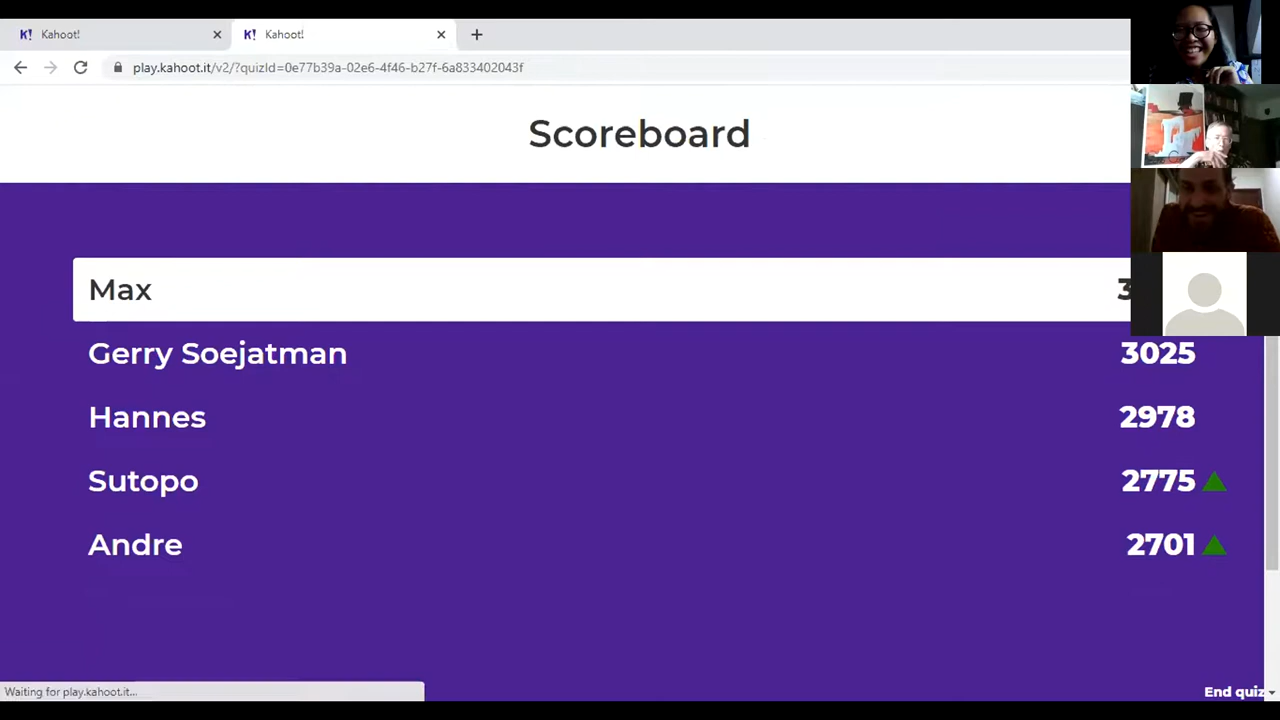 K! Kahoot! K! Kahoot!
play.kahoot.it/v2/?quizId=0e77b39a-02e6-4f46-b27f-6a833402043f
Scoreboard
Max
Gerry Soejatman 3025
Hannes 2978
Sutopo 2775
Andre 2701
Waiting for play.kahoot.it...
End quiz